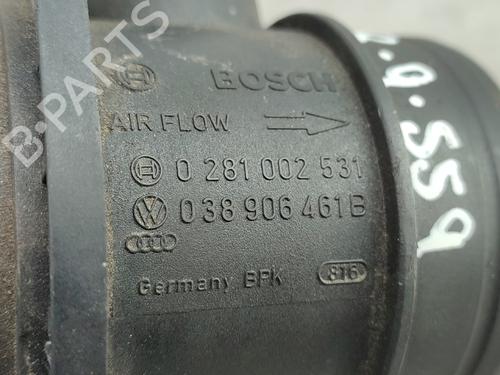 BOSCH
AIR FLOW
0 281 002 531
038 906 461B
Germany BPK
816
B-PARTS